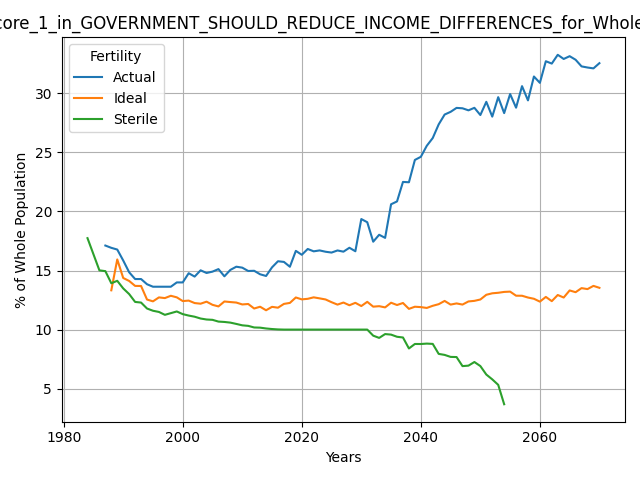 core_1_in_GOVERNMENT_SHOULD_REDUCE_INCOME_DIFFERENCES_for_Whole
Fertility
Actual
Ideal
Sterile
% of Whole Population
30
25
20
15
10
5
1980
2000
2020
2040
2060
Years